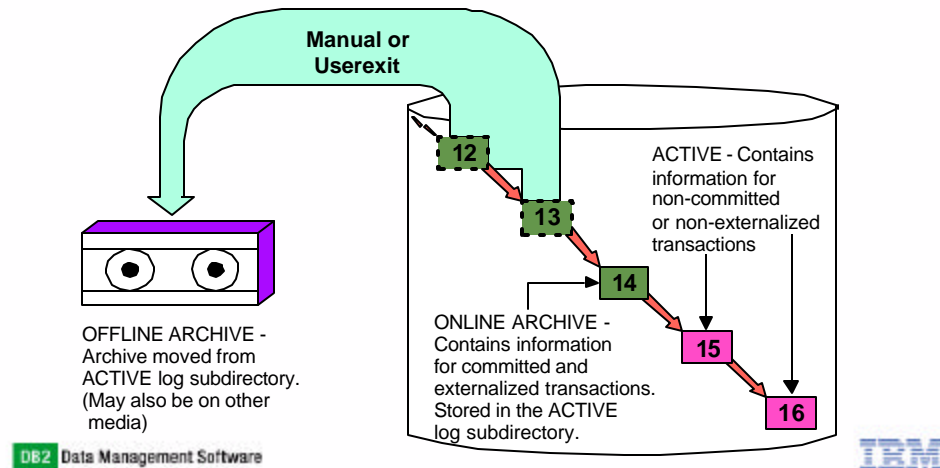 Manual or
Userexit
12
13
14
15
16
ACTIVE - Contains
information for
non-committed
or non-externalized
transactions
ONLINE ARCHIVE -
Contains information
for committed and
externalized transactions.
Stored in the ACTIVE
log subdirectory.
OFFLINE ARCHIVE -
Archive moved from
ACTIVE log subdirectory.
(May also be on other
media)
DB2 Data Management Software
IBM